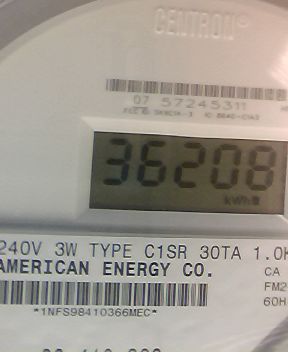 CENTRON®
07 57245311
36208
kWh
240V 3W TYPE C1SR 30TA 1.0K
AMERICAN ENERGY CO.
CA
FM2
60H
*1NFS98410366MEC*